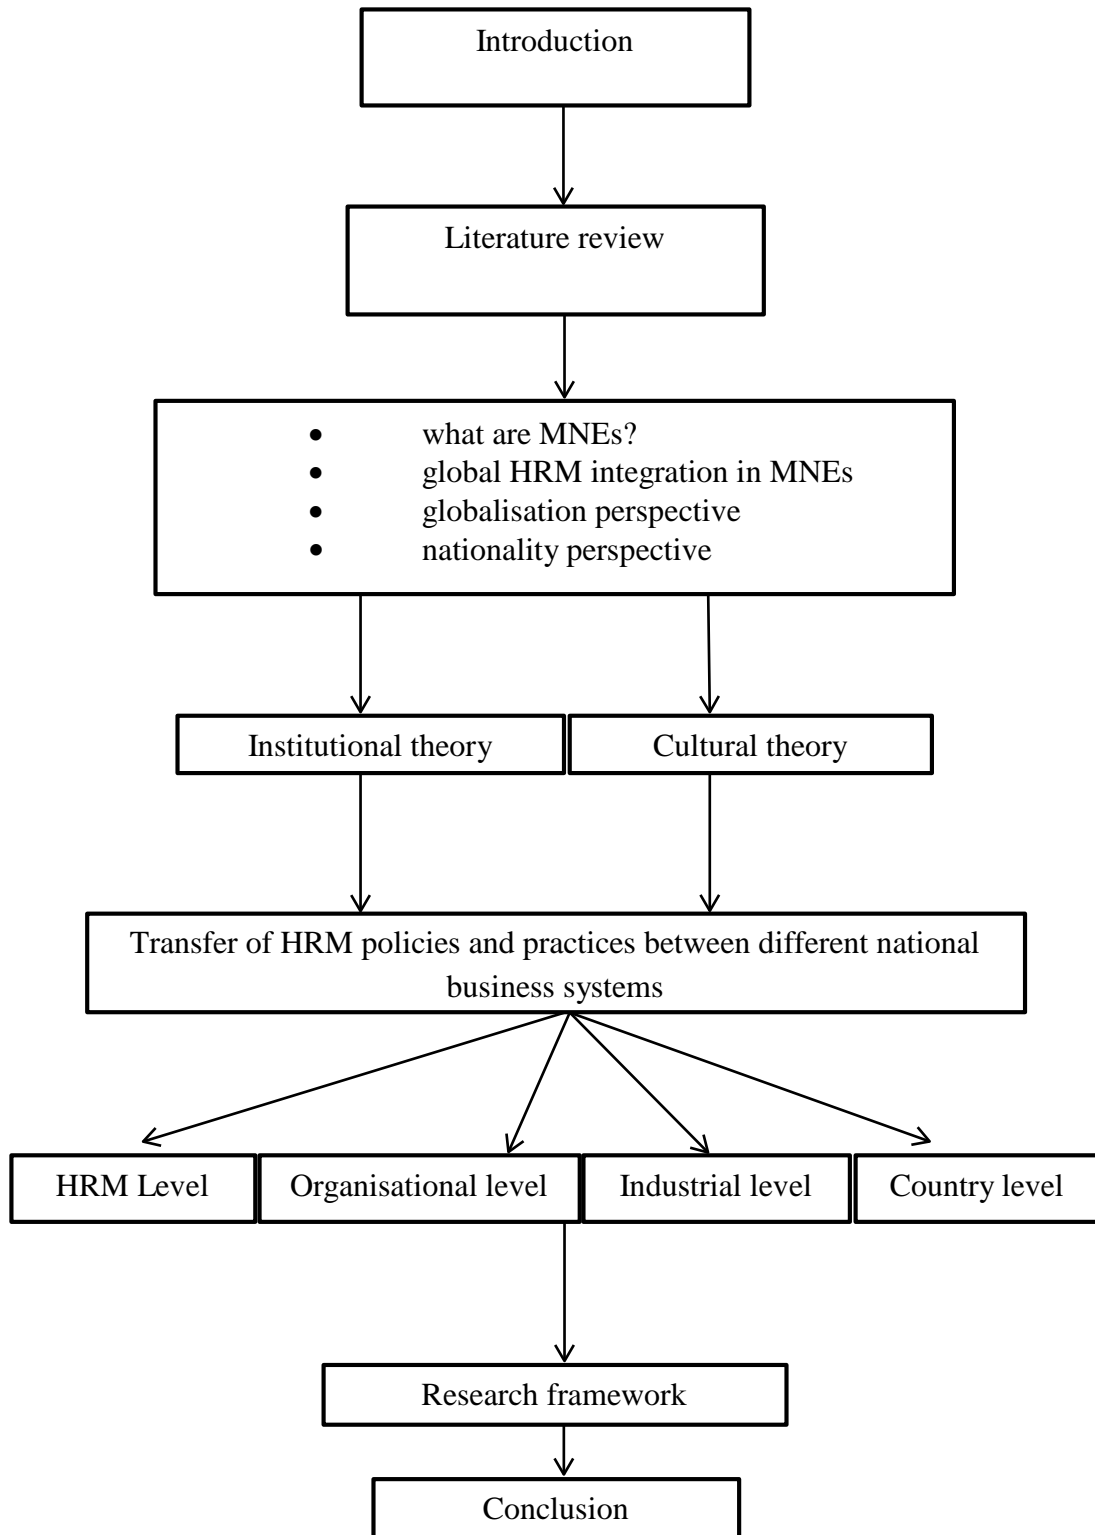 Introduction
Literature review
• what are MNEs?
• global HRM integration in MNEs
• globalisation perspective
• nationality perspective
Institutional theory
Cultural theory
Transfer of HRM policies and practices between different national
business systems
HRM Level
Organisational level
Industrial level
Country level
Research framework
Conclusion